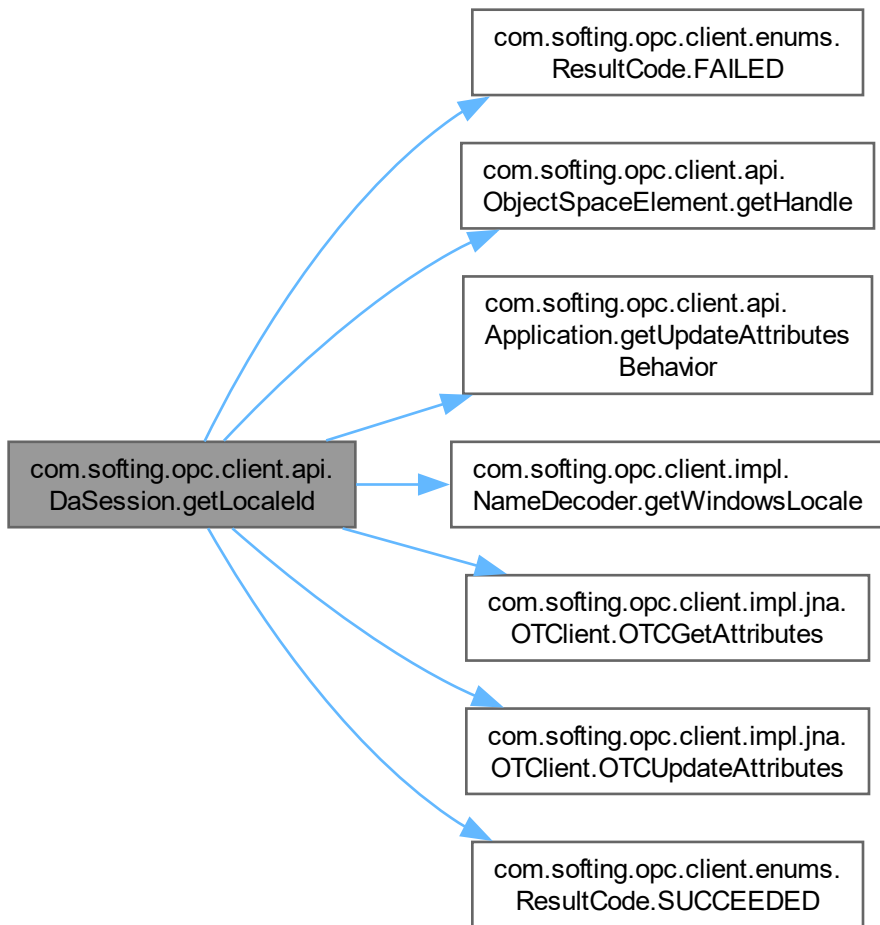 com.softing.opc.client.enums.
ResultCode.FAILED
com.softing.opc.client.api.
ObjectSpaceElement.getHandle
com.softing.opc.client.api.
Application.getUpdateAttributes
Behavior
com.softing.opc.client.api.
DaSession.getLocaleId
com.softing.opc.client.impl.
NameDecoder.getWindowsLocale
com.softing.opc.client.impl.jna.
OTClient.OTCGetAttributes
com.softing.opc.client.impl.jna.
OTClient.OTCUpdateAttributes
com.softing.opc.client.enums.
ResultCode.SUCCEEDED